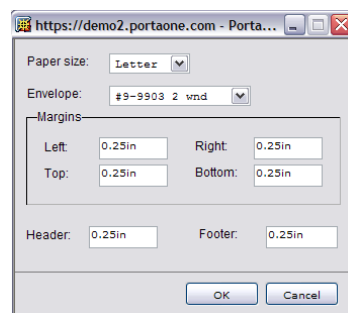 https://demo2.portaone.com - Porta...
Paper size: Letter
Envelope: #9-9903 2 wnd
Margins
Left: 0.25in Right: 0.25in
Top: 0.25in Bottom: 0.25in
Header: 0.25in Footer: 0.25in
OK Cancel